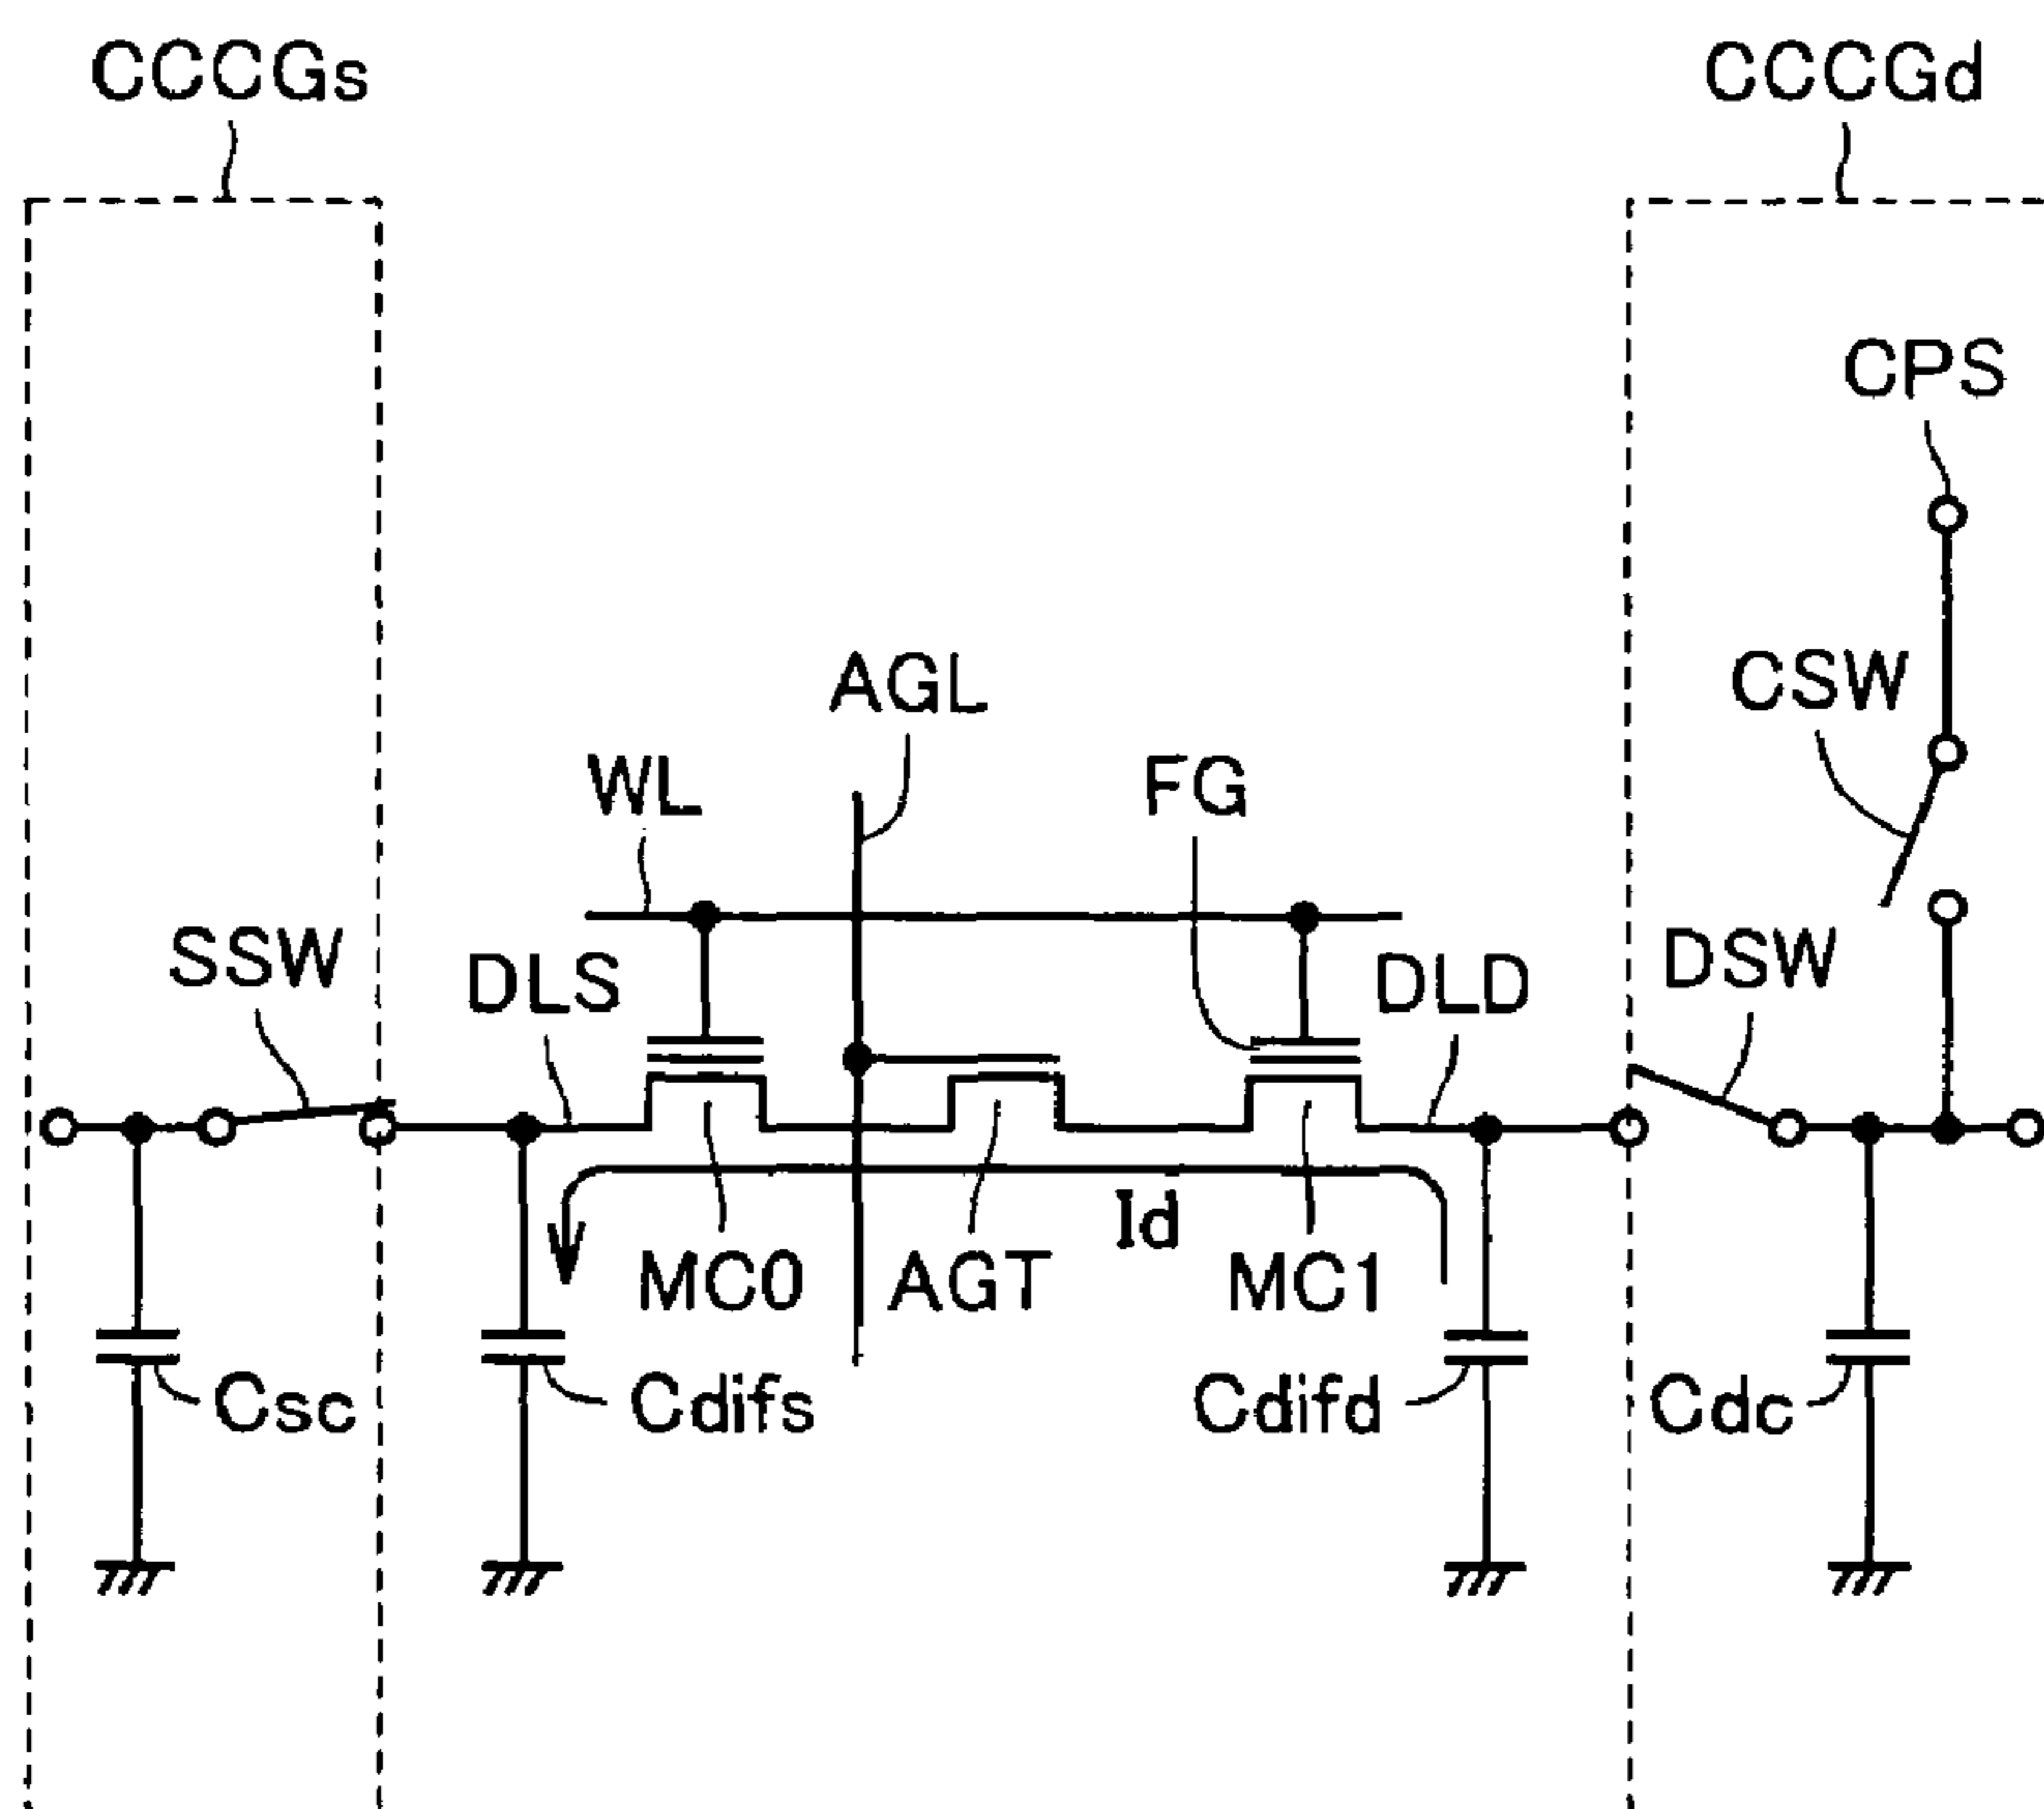 CCCGs
CCCGd
CPS
CSW
AGL
WL
FG
SSW
DLS
DLD
DSW
Id
MC0
AGT
MC1
Csc
Cdifs
Cdifd
Cdc